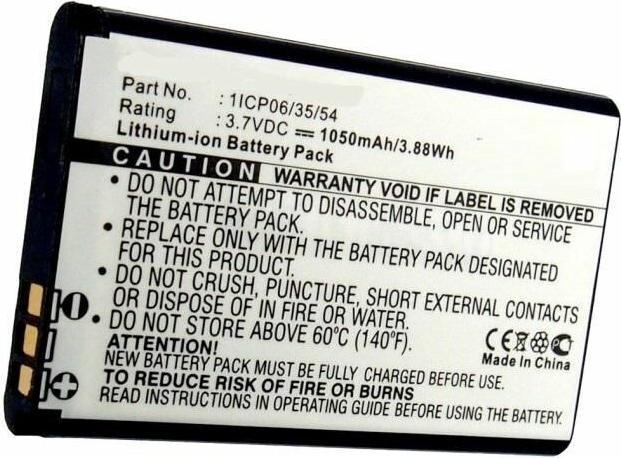 Part No. : 1ICP06/35/54
Rating : 3.7VDC ⎓ 1050mAh/3.88Wh
Lithium-ion Battery Pack
CAUTION WARRANTY VOID IF LABEL IS REMOVED
• DO NOT ATTEMPT TO DISASSEMBLE, OPEN OR SERVICE
THE BATTERY PACK.
• REPLACE ONLY WITH THE BATTERY PACK DESIGNATED
FOR THIS PRODUCT.
• DO NOT CRUSH, PUNCTURE, SHORT EXTERNAL CONTACTS
OR DISPOSE OF IN FIRE OR WATER.
• DO NOT STORE ABOVE 60°C (140°F).
ATTENTION!
NEW BATTERY PACK MUST BE FULLY CHARGED BEFORE USE.
TO REDUCE RISK OF FIRE OR BURNS
READ INSTRUCTIONS IN OPERATING GUIDE BEFORE FIRST USE.
CE
Made In China